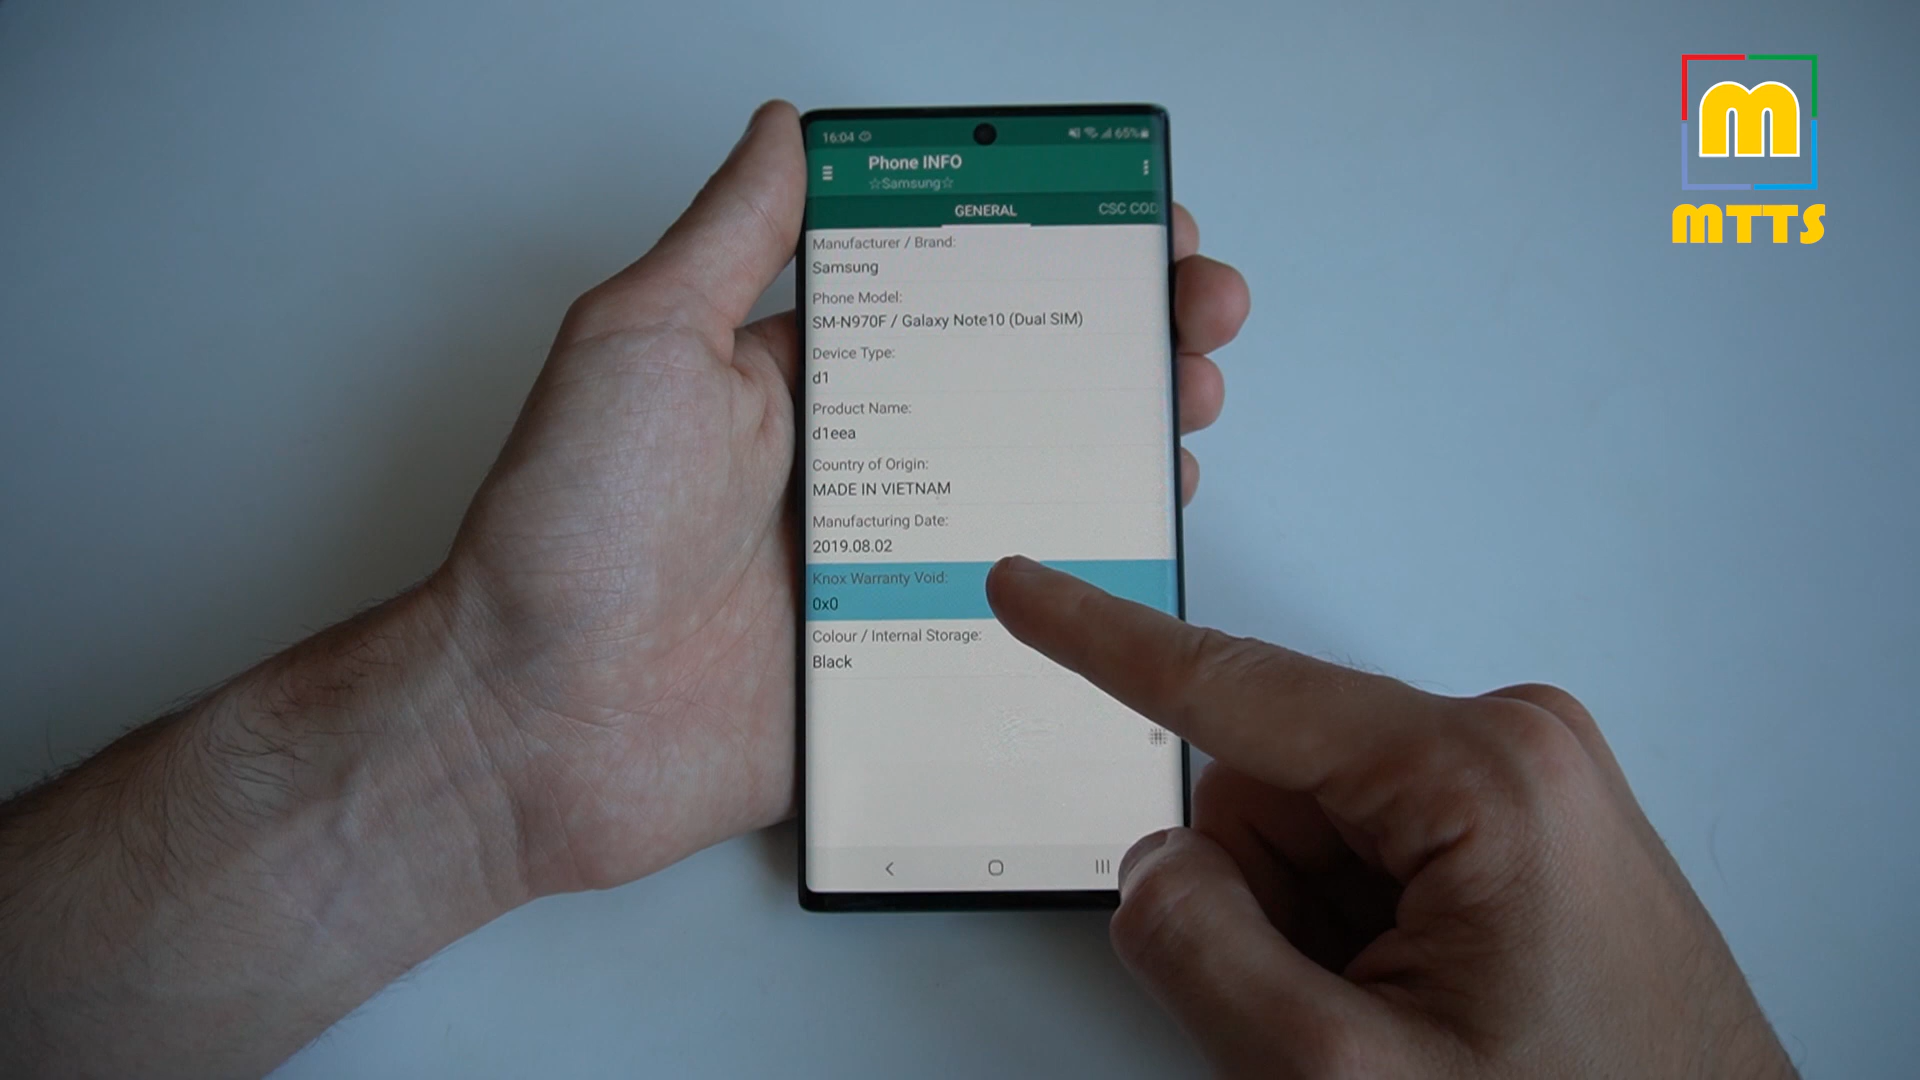 16:04
65%
Phone INFO
☆Samsung☆
GENERAL
CSC COD
Manufacturer / Brand:
Samsung
Phone Model:
SM-N970F / Galaxy Note10 (Dual SIM)
Device Type:
d1
Product Name:
d1eea
Country of Origin:
MADE IN VIETNAM
Manufacturing Date:
2019.08.02
Knox Warranty Void:
0x0
Colour / Internal Storage:
Black
m
MTTS